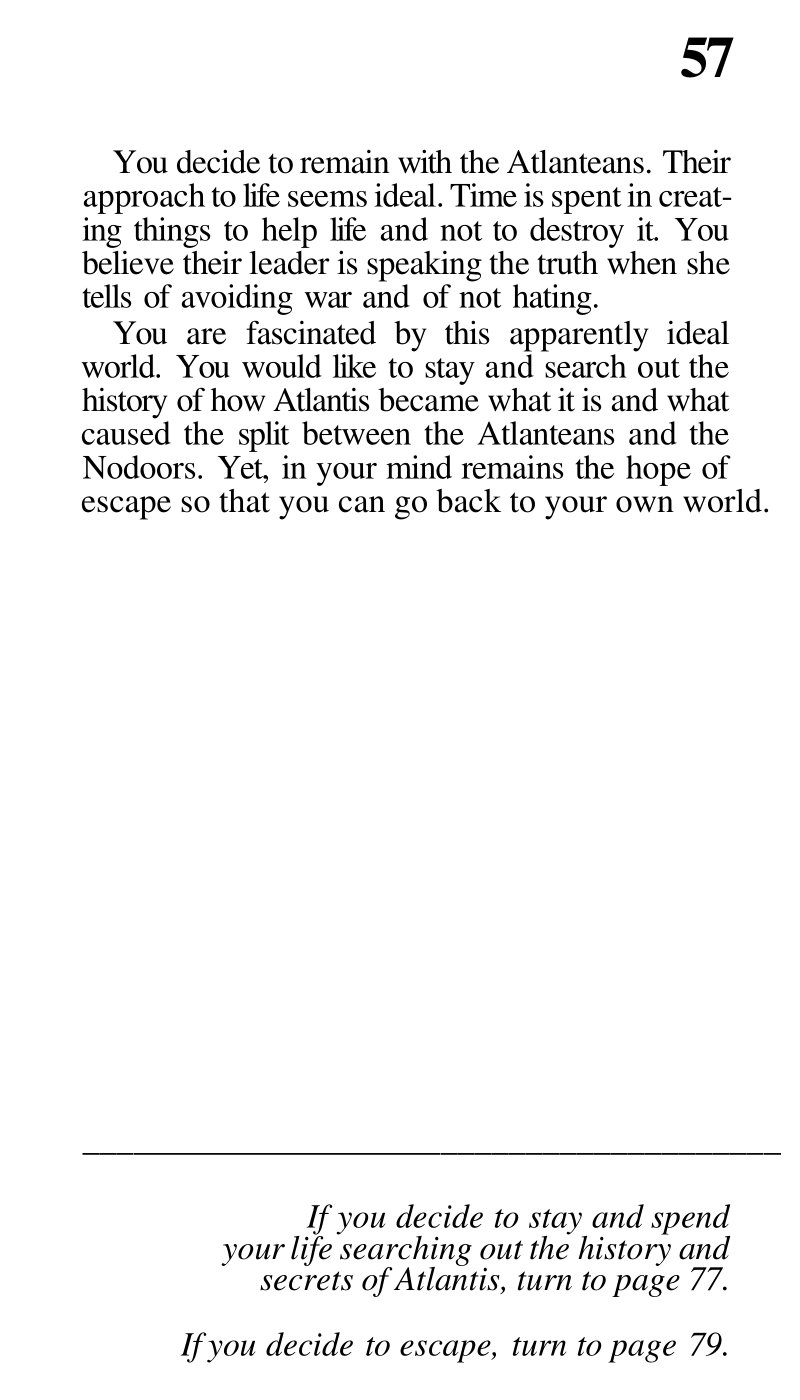 57
You decide to remain with the Atlanteans. Their
approach to life seems ideal. Time is spent in creat-
ing things to help life and not to destroy it. You
believe their leader is speaking the truth when she
tells of avoiding war and of not hating.
You are fascinated by this apparently ideal
world. You would like to stay and search out the
history of how Atlantis became what it is and what
caused the split between the Atlanteans and the
Nodoors. Yet, in your mind remains the hope of
escape so that you can go back to your own world.
If you decide to stay and spend
your life searching out the history and
secrets of Atlantis, turn to page 77.
If you decide to escape, turn to page 79.